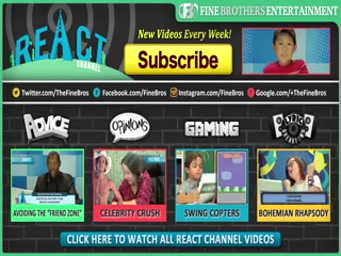 FB FINE BROTHERS ENTERTAINMENT
REACT
CHANNEL
New Videos Every Week!
Subscribe
Twitter.com/TheFineBros
Facebook.com/FineBros
Instagram.com/FineBros
Google.com/+TheFineBros
ADVICE
OPINIONS
GAMING
LYRIC
AVOIDING THE "FRIEND ZONE"
CELEBRITY CRUSH
SWING COPTERS
BOHEMIAN RHAPSODY
CLICK HERE TO WATCH ALL REACT CHANNEL VIDEOS